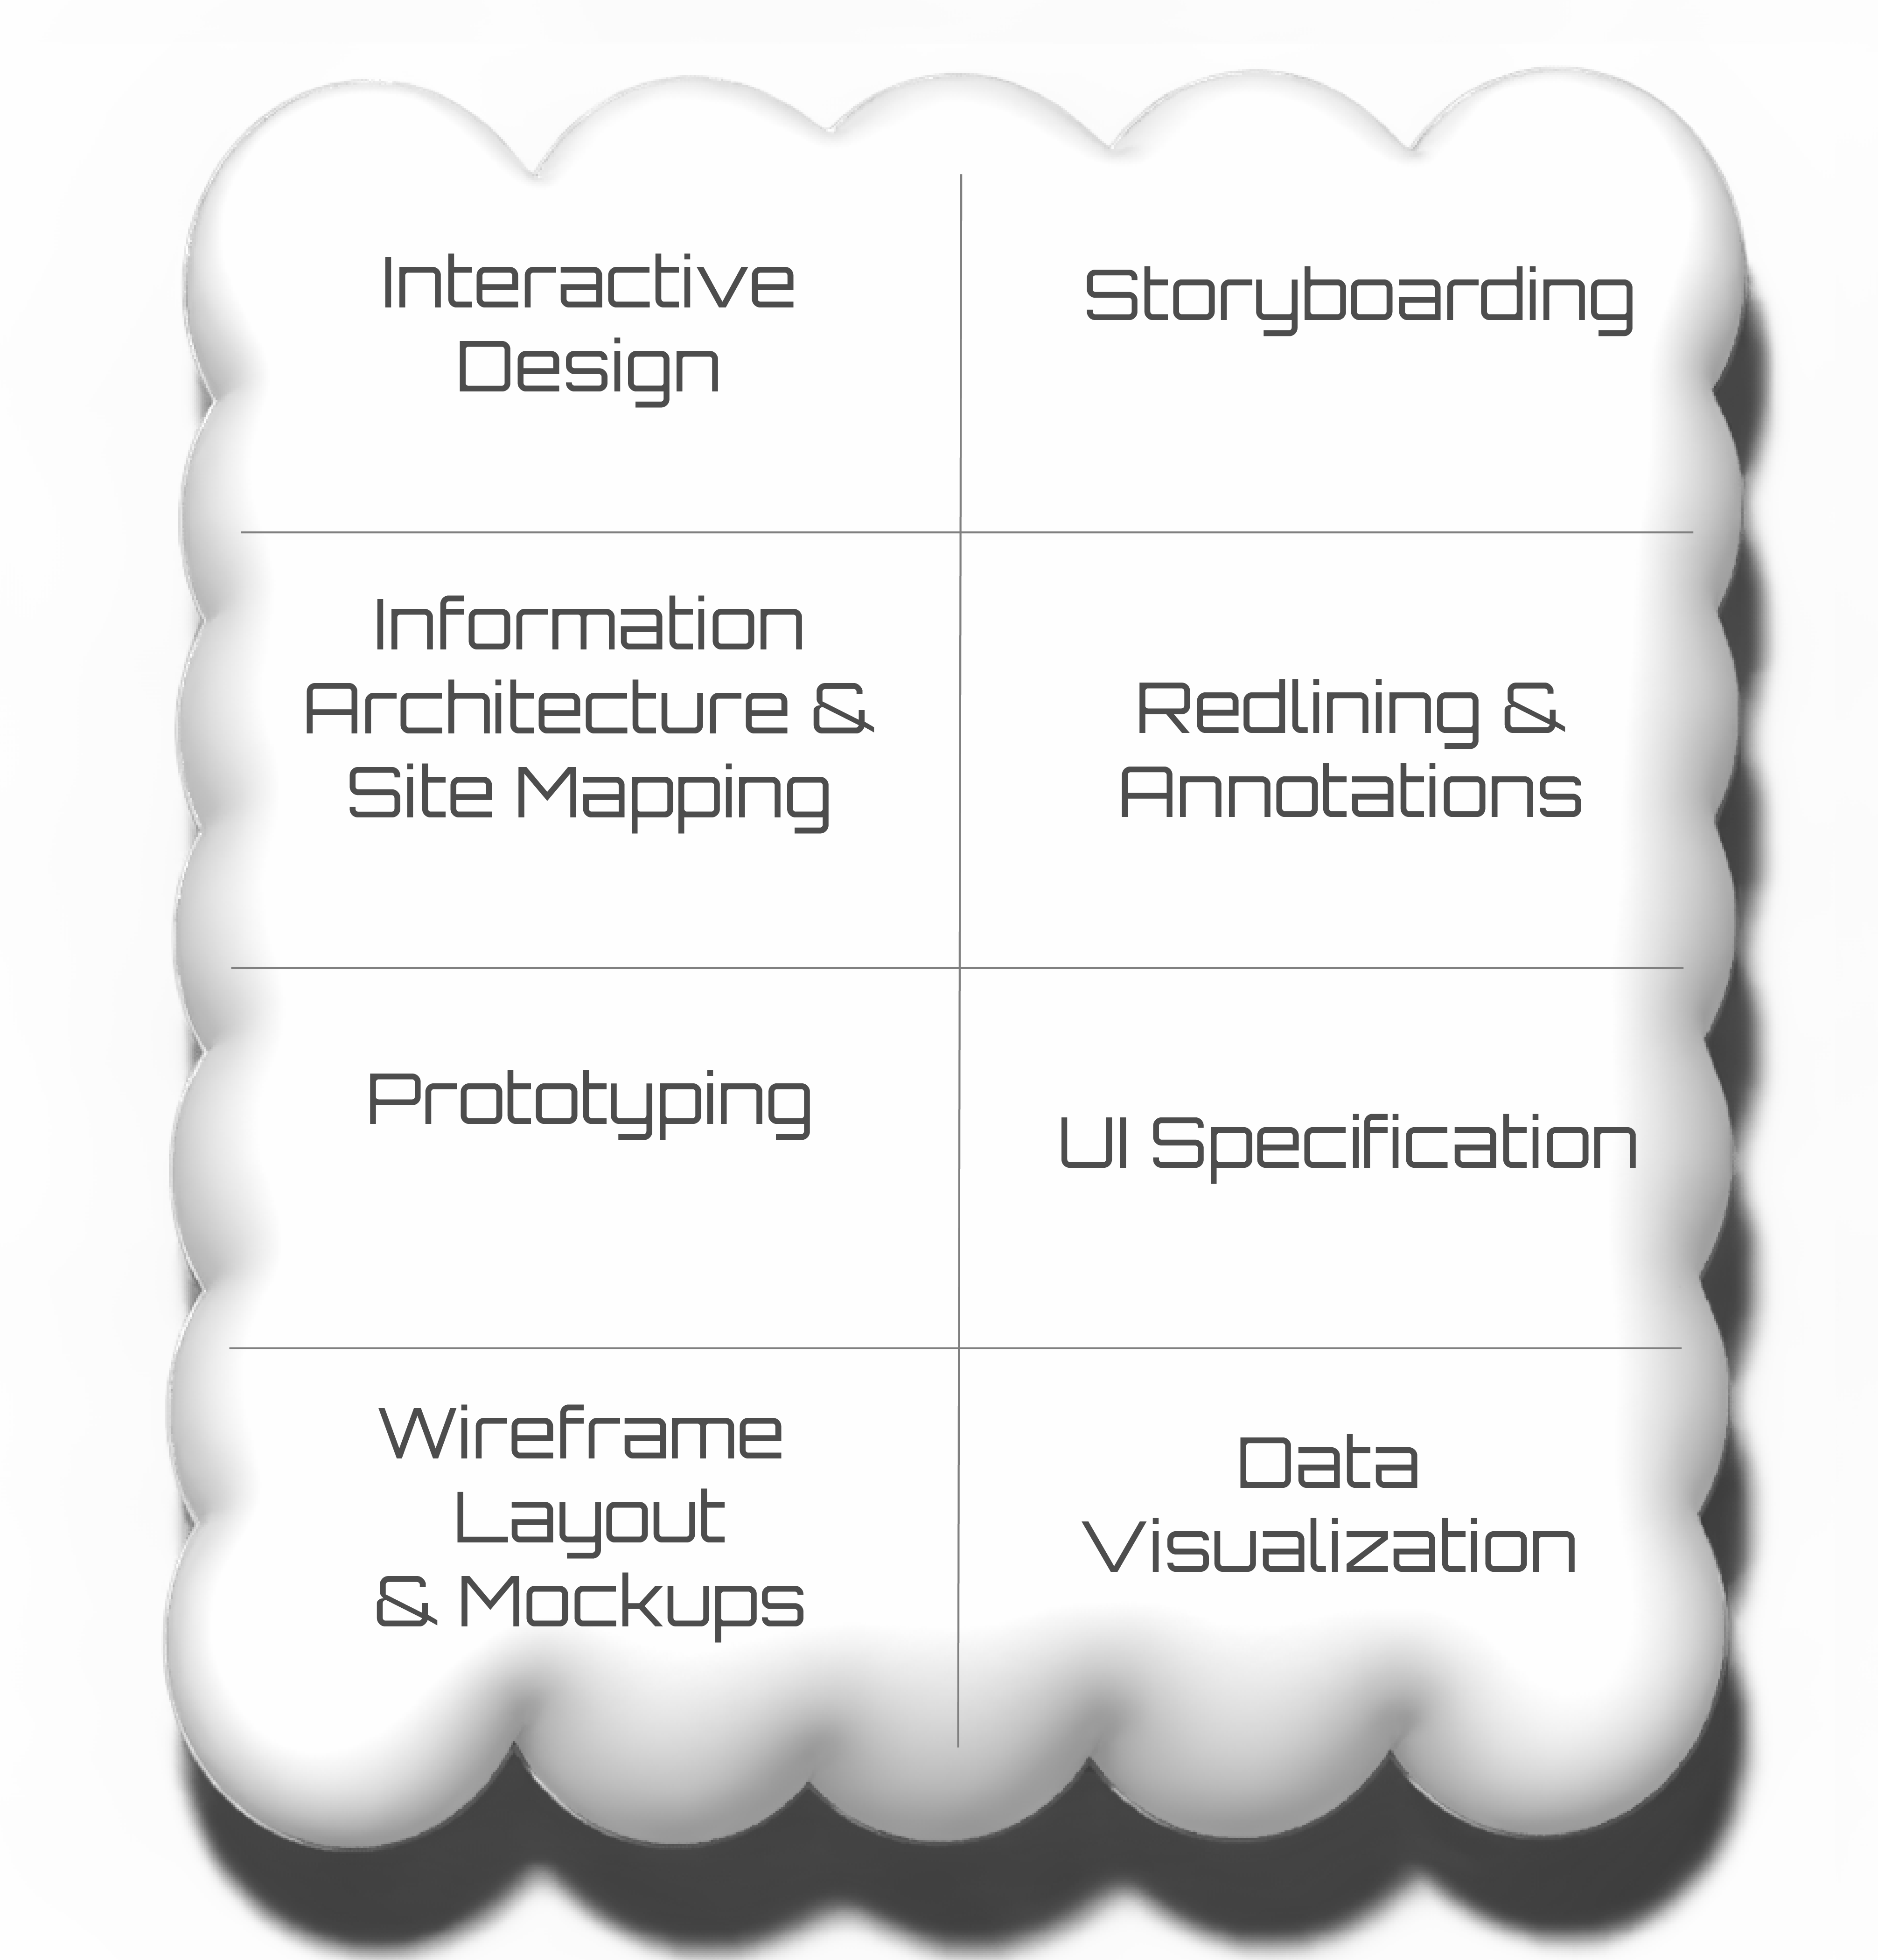 Interactive
Design
Storyboarding
Information
Architecture &
Site Mapping
Redlining &
Annotations
Prototyping
UI Specification
Wireframe
Layout
& Mockups
Data
Visualization